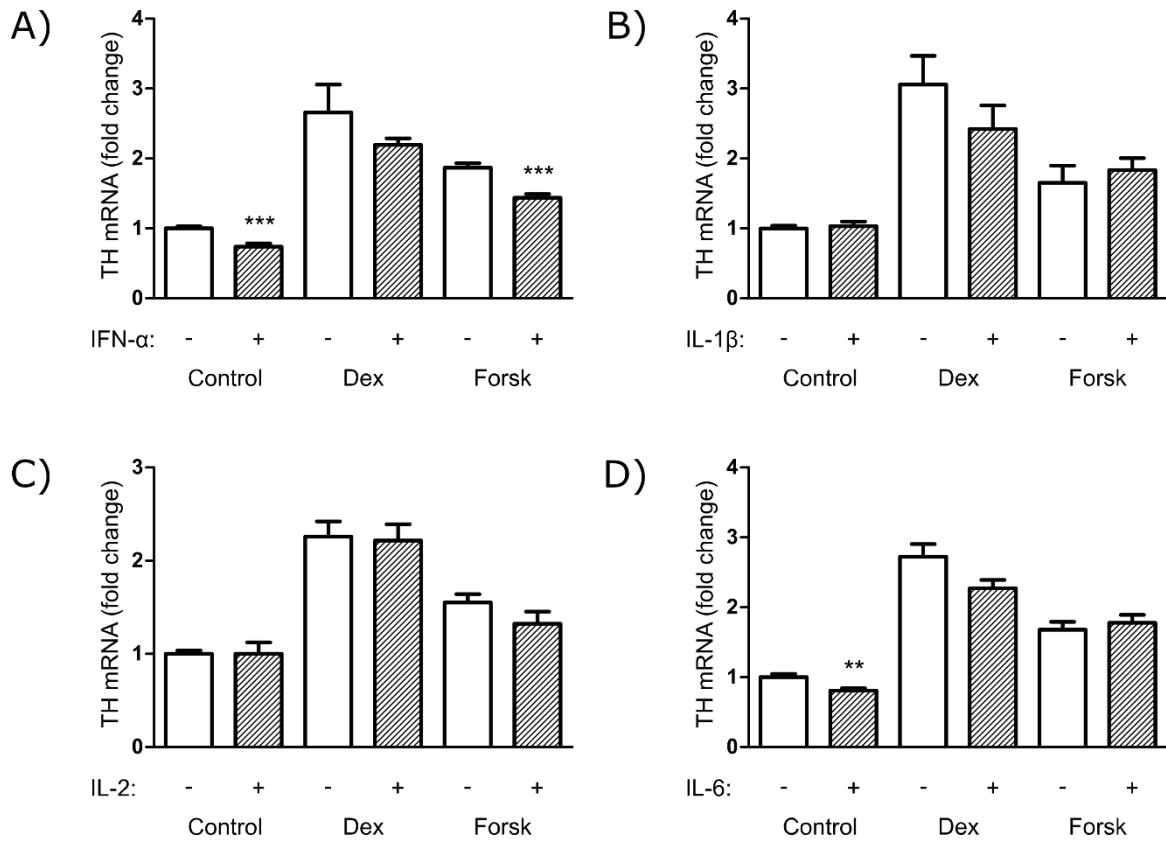 A)
TH mRNA (fold change)
4
3
2
1
0
***
***
IFN-α: - + - + - +
Control Dex Forsk
B)
TH mRNA (fold change)
4
3
2
1
0
IL-1β: - + - + - +
Control Dex Forsk
C)
TH mRNA (fold change)
3
2
1
0
IL-2: - + - + - +
Control Dex Forsk
D)
TH mRNA (fold change)
4
3
2
1
0
**
IL-6: - + - + - +
Control Dex Forsk